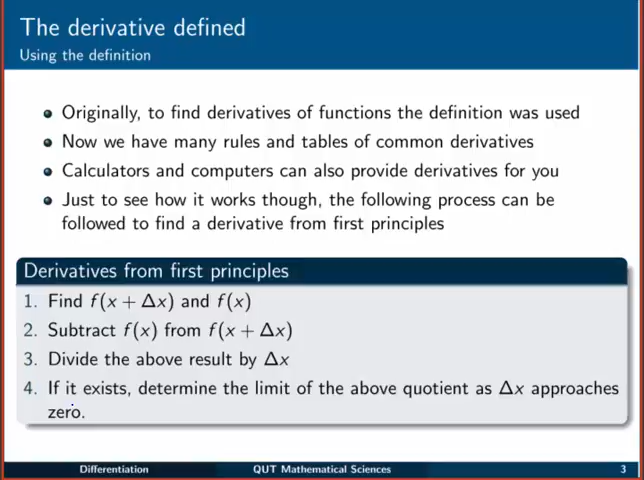 The derivative defined
Using the definition
Originally, to find derivatives of functions the definition was used
Now we have many rules and tables of common derivatives
Calculators and computers can also provide derivatives for you
Just to see how it works though, the following process can be
followed to find a derivative from first principles
Derivatives from first principles
1. Find f(x + Δx) and f(x)
2. Subtract f(x) from f(x + Δx)
3. Divide the above result by Δx
4. If it exists, determine the limit of the above quotient as Δx approaches
zero.
Differentiation QUT Mathematical Sciences 3